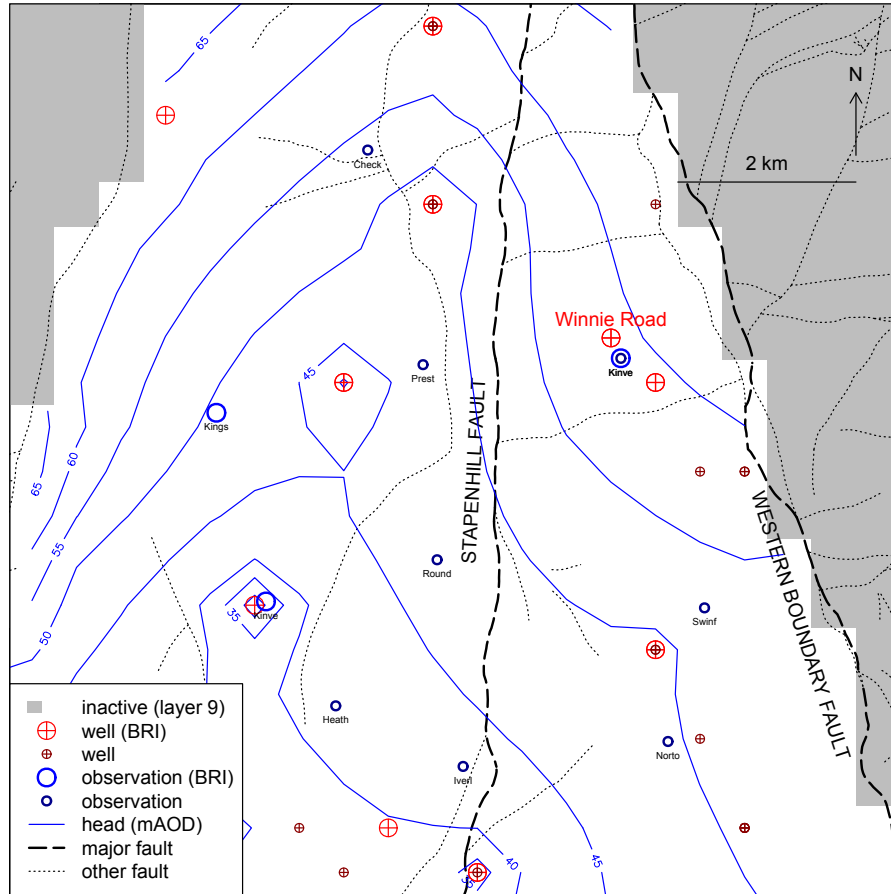 65
N
2 km
Check
Winnie Road
45
Prest
Kinve
Kings
STAPENHILL FAULT
60
65
WESTERN BOUNDARY FAULT
55
Round
50
35
Kinve
Swinf
Heath
Norto
Iverl
40
45
35
inactive (layer 9)
well (BRI)
well
observation (BRI)
observation
head (mAOD)
major fault
other fault